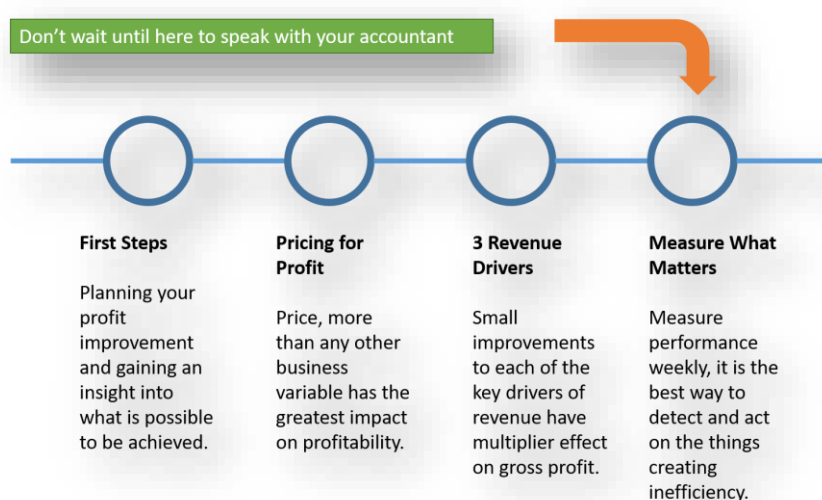 Don't wait until here to speak with your accountant
First Steps
Planning your
profit
improvement
and gaining an
insight into
what is possible
to be achieved.
Pricing for
Profit
Price, more
than any other
business
variable has the
greatest impact
on profitability.
3 Revenue
Drivers
Small
improvements
to each of the
key drivers of
revenue have
multiplier effect
on gross profit.
Measure What
Matters
Measure
performance
weekly, it is the
best way to
detect and act
on the things
creating
inefficiency.